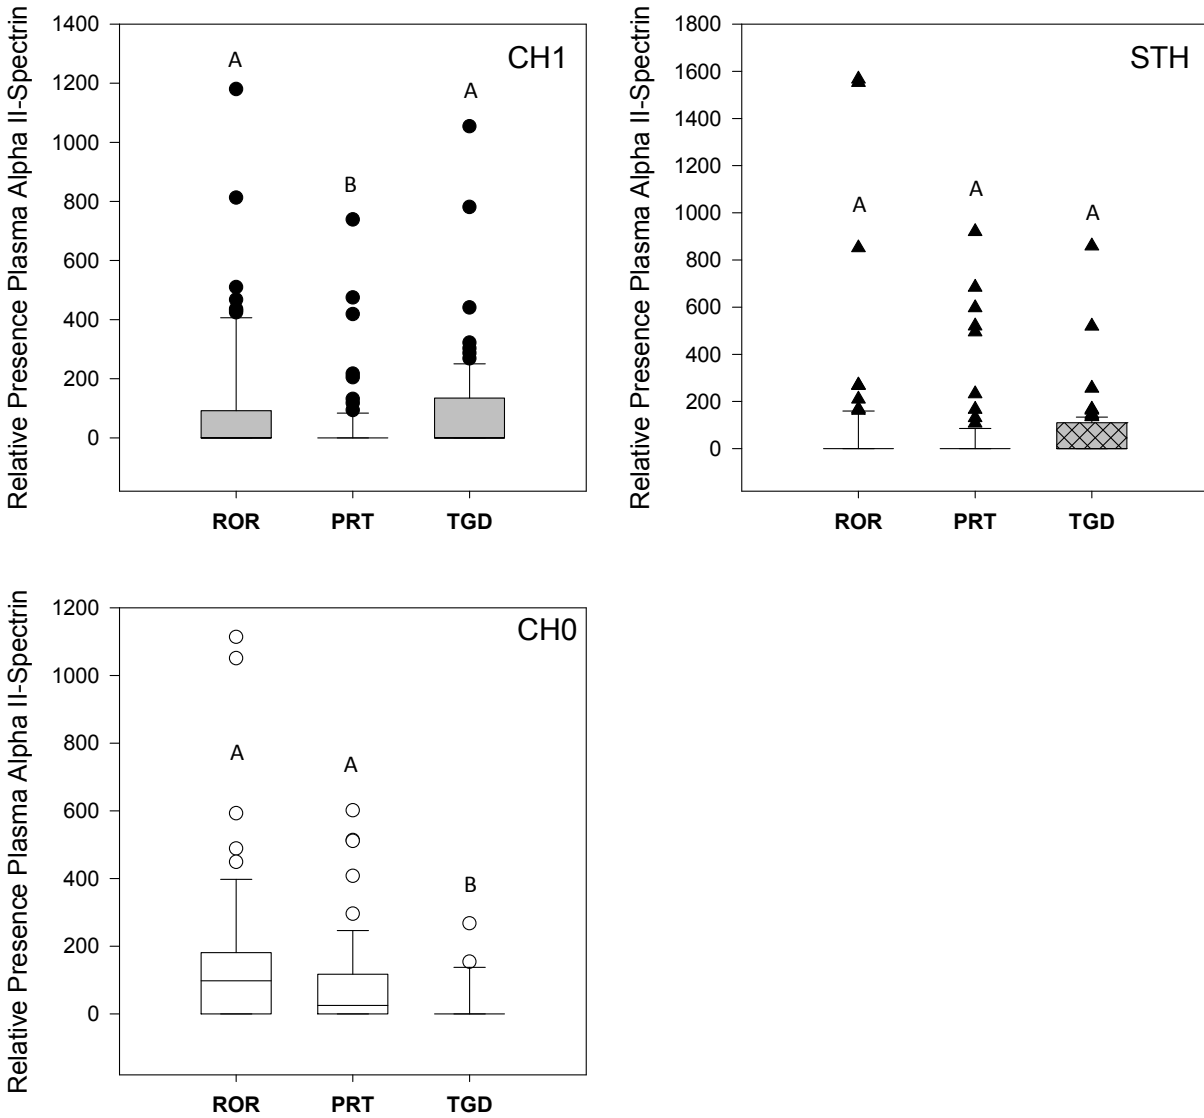 Relative Presence Plasma Alpha II-Spectrin
1400
1200
1000
800
600
400
200
0
CH1
A
B
A
ROR PRT TGD
Relative Presence Plasma Alpha II-Spectrin
1800
1600
1400
1200
1000
800
600
400
200
0
STH
A
A
A
ROR PRT TGD
Relative Presence Plasma Alpha II-Spectrin
1200
1000
800
600
400
200
0
CH0
A
A
B
ROR PRT TGD